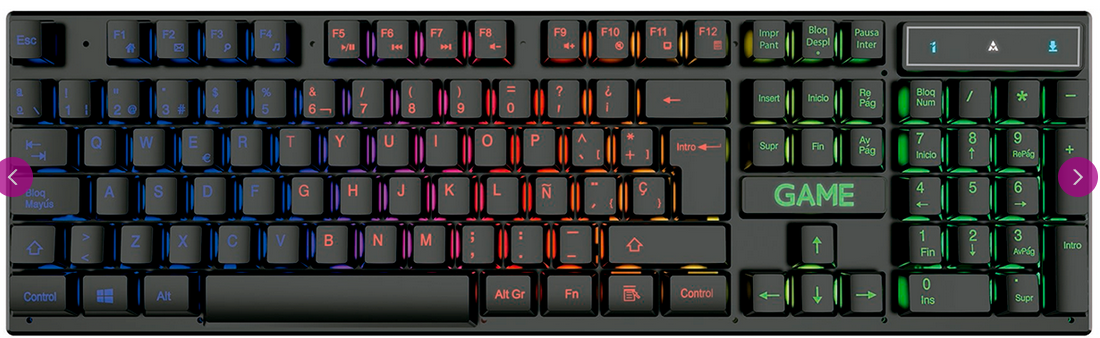 Esc F1 F2 F3 F4 F5 F6 F7 F8 F9 F10 F11 F12 Impr Pant Bloq Despl Pausa Inter
! 1 " 2 @ · 3 # $ 4 % 5 & 6 ¬ / 7 ( 8 ) 9 = 0 ? ' ¿ ¡ ← Insert Inicio Re Pág Bloq Num / * −
Q W E € R T Y U I O P ^ ` [ * + ] Intro Supr Fin Av Pág 7 Inicio 8 ↑ 9 RePág +
Bloq Mayús A S D F G H J K L Ñ ¨ ´ { Ç } GAME 4 ← 5 6 →
> < Z X C V B N M ; , : . _ - ↑ 1 Fin 2 ↓ 3 AvPág Intro
Control Alt Alt Gr Fn Control ← ↓ → 0 Ins . Supr